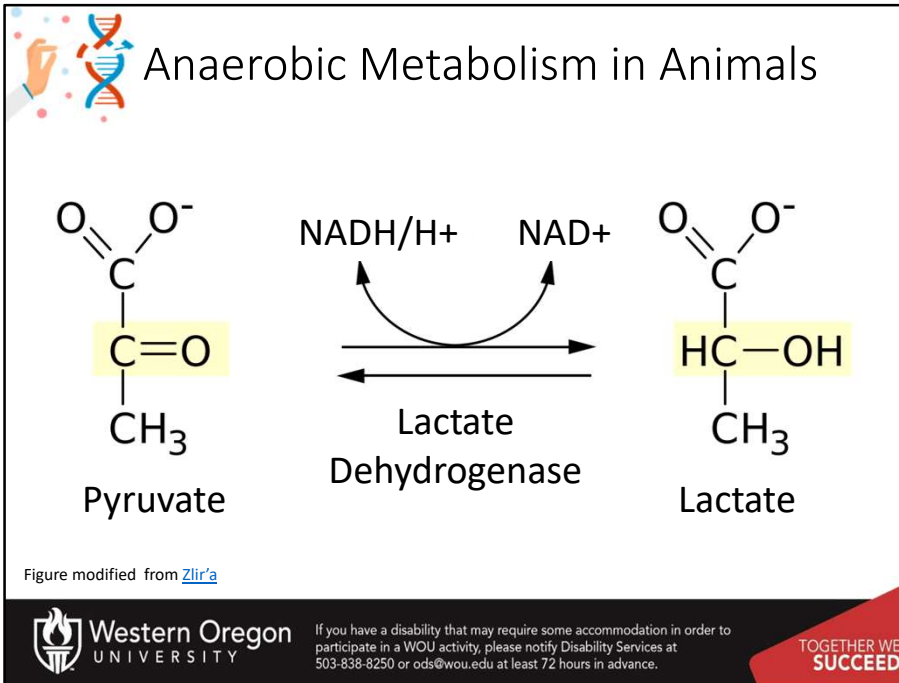 Anaerobic Metabolism in Animals
O O-
C
C=O
CH3
Pyruvate
NADH/H+ NAD+
Lactate
Dehydrogenase
O O-
C
HC—OH
CH3
Lactate
Figure modified from Zlir’a
Western Oregon
UNIVERSITY
If you have a disability that may require some accommodation in order to
participate in a WOU activity, please notify Disability Services at
503-838-8250 or ods@wou.edu at least 72 hours in advance.
TOGETHER WE
SUCCEED